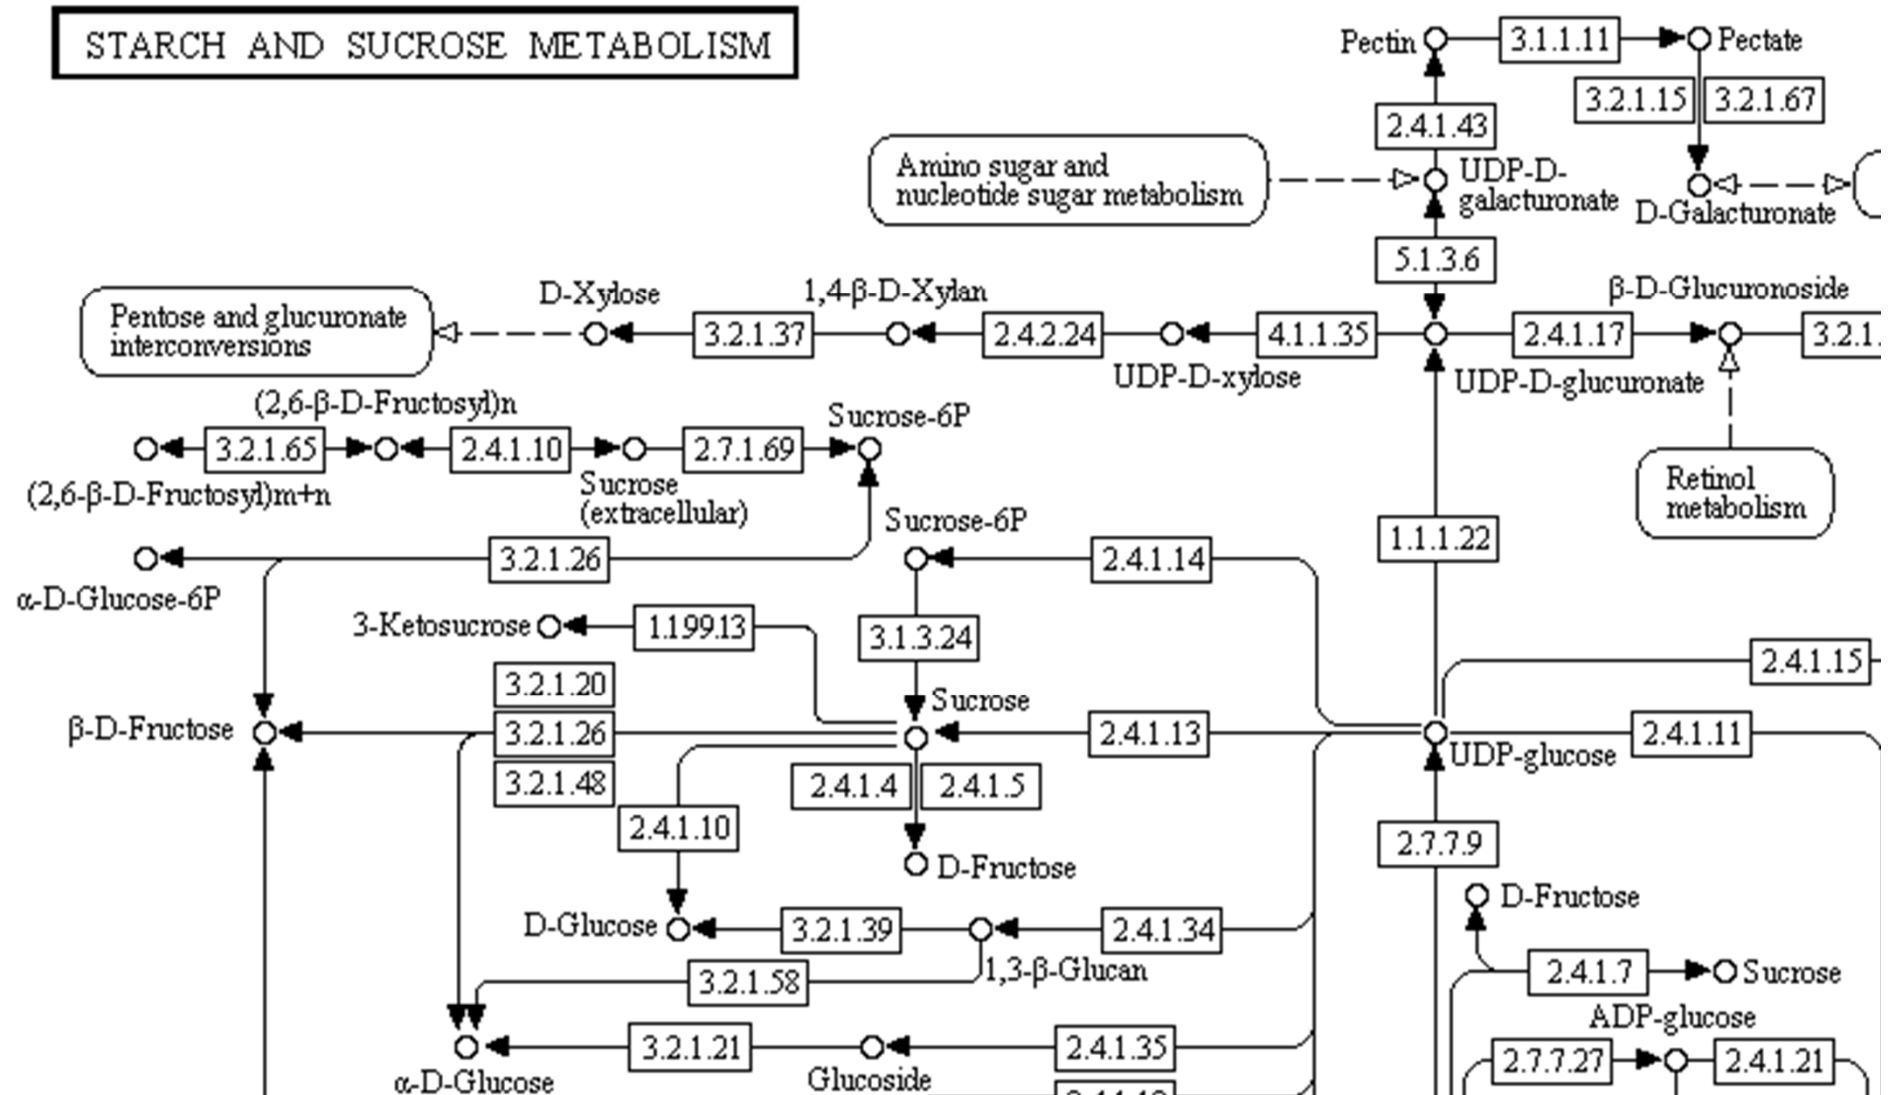 STARCH AND SUCROSE METABOLISM
Pectin
3.1.1.11
Pectate
3.2.1.15
3.2.1.67
2.4.1.43
Amino sugar and
nucleotide sugar metabolism
UDP-D-
galacturonate
D-Galacturonate
5.1.3.6
Pentose and glucuronate
interconversions
D-Xylose
3.2.1.37
1,4-β-D-Xylan
2.4.2.24
UDP-D-xylose
4.1.1.35
UDP-D-glucuronate
2.4.1.17
β-D-Glucuronoside
3.2.1.
Retinol
metabolism
(2,6-β-D-Fructosyl)n
3.2.1.65
2.4.1.10
2.7.1.69
Sucrose-6P
(2,6-β-D-Fructosyl)m+n
Sucrose
(extracellular)
1.1.1.22
Sucrose-6P
3.2.1.26
2.4.1.14
α-D-Glucose-6P
3-Ketosucrose
1.1.99.13
3.1.3.24
2.4.1.15
3.2.1.20
Sucrose
β-D-Fructose
3.2.1.26
2.4.1.13
2.4.1.11
UDP-glucose
3.2.1.48
2.4.1.4
2.4.1.5
2.4.1.10
2.7.7.9
D-Fructose
D-Fructose
D-Glucose
3.2.1.39
2.4.1.34
1,3-β-Glucan
3.2.1.58
2.4.1.7
Sucrose
ADP-glucose
3.2.1.21
2.4.1.35
2.7.7.27
2.4.1.21
α-D-Glucose
Glucoside